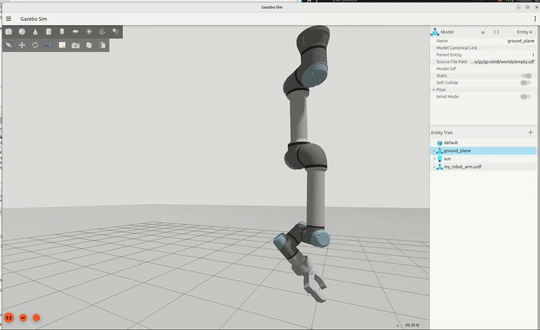 Gazebo Sim
Gazebo Sim
Model
Entity 4
Name
ground_plane
Model Canonical Link
Parent Entity
1
Source File Path
...e/gz/gz-sim8/worlds/empty.sdf
Model Sdf
Static
Self Collide
Pose
Wind Mode
Entity Tree
default
ground_plane
sun
my_robot_arm.urdf